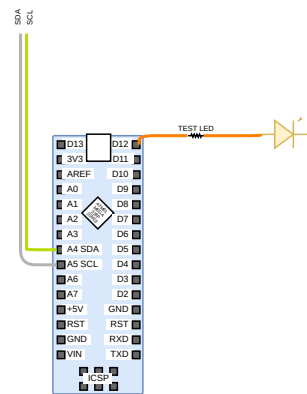 SDA
SCL
TEST LED
D13 D12
3V3 D11
AREF D10
A0 D9
A1 D8
A2 D7
A3 D6
A4 SDA D5
A5 SCL D4
A6 D3
A7 D2
+5V GND
RST RST
GND RXD
VIN TXD
ICSP